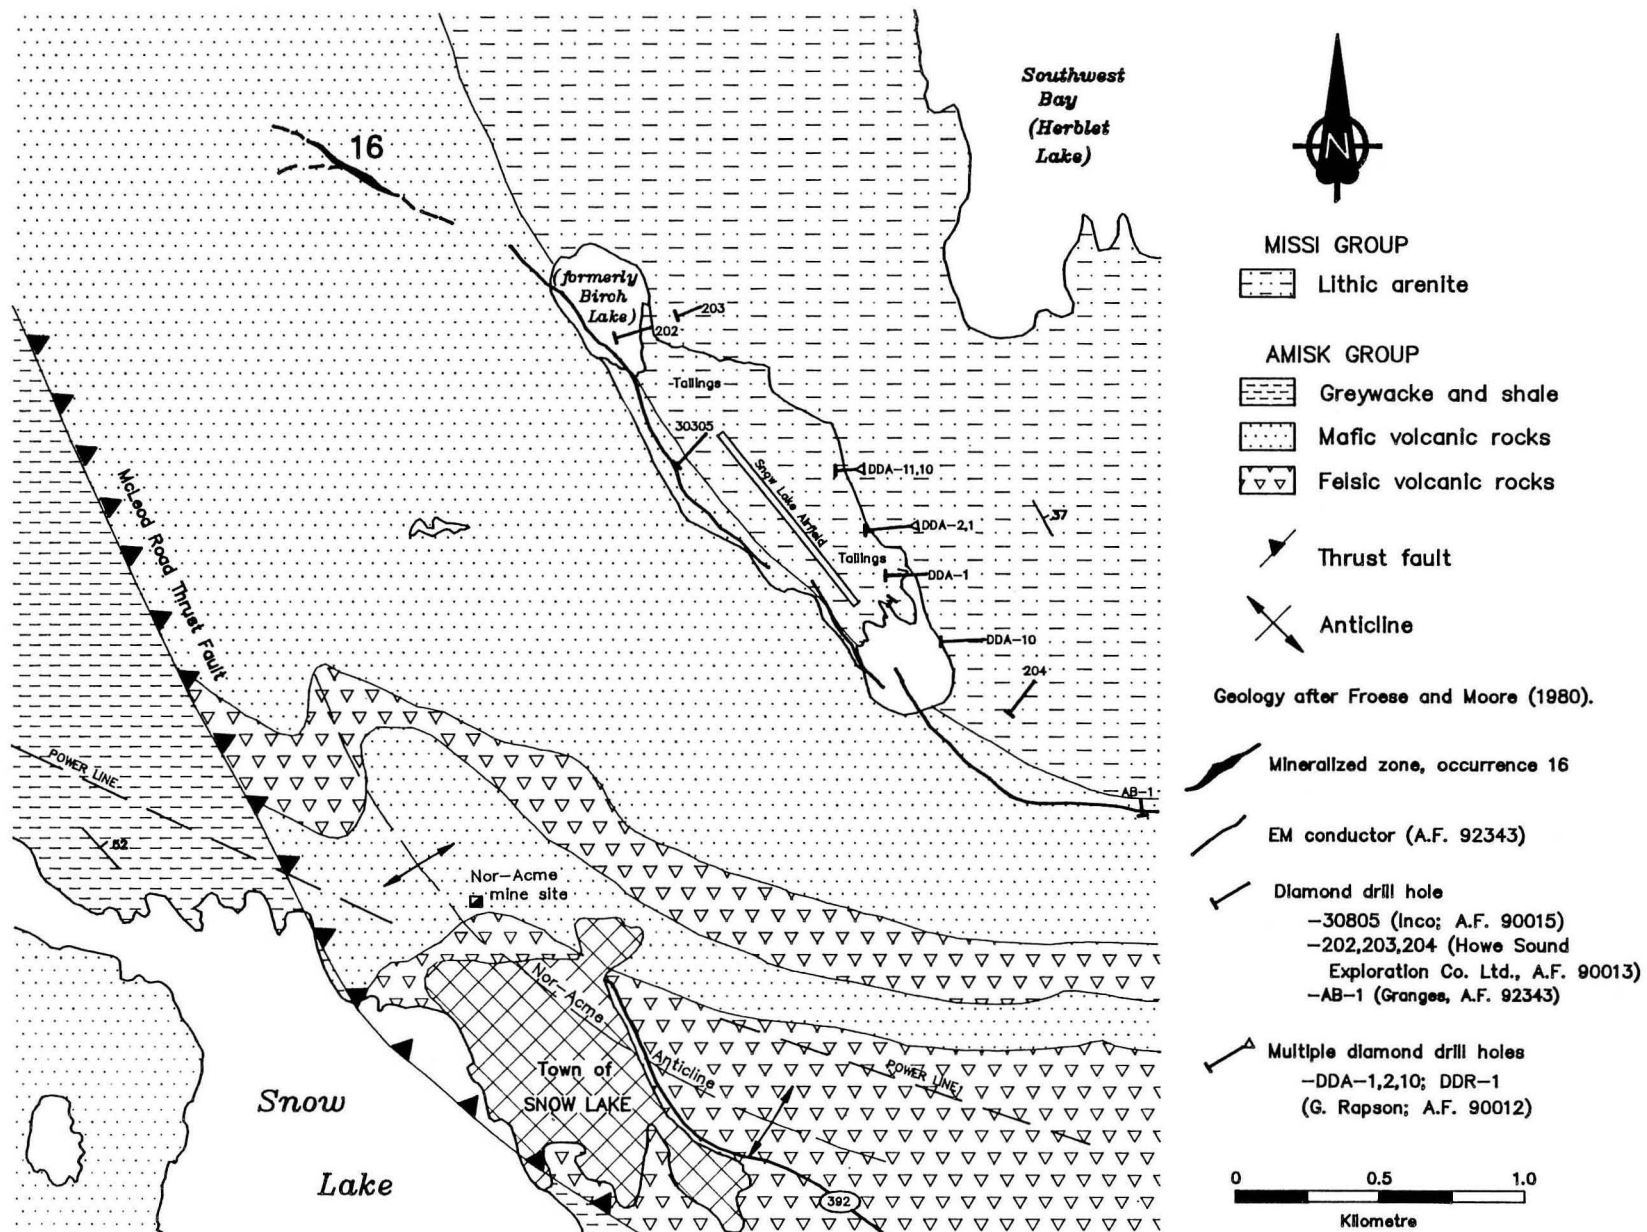 Southwest
Bay
(Herblet
Lake)
16
(formerly
Birch
Lake)
203
202
Tailings
30305
Snow Lake Airfield
DDA-11,10
DDA-2,1
37
Tailings
DDA-1
DDA-10
204
AB-1
McLeod Road Thrust Fault
POWER LINE
52
Nor-Acme
mine site
Nor-Acme
Anticline
POWER LINE
Town of
SNOW LAKE
Snow
Lake
392
N
MISSI GROUP
Lithic arenite
AMISK GROUP
Greywacke and shale
Mafic volcanic rocks
Felsic volcanic rocks
Thrust fault
Anticline
Geology after Froese and Moore (1980).
Mineralized zone, occurrence 16
EM conductor (A.F. 92343)
Diamond drill hole
-30805 (Inco; A.F. 90015)
-202,203,204 (Howe Sound
Exploration Co. Ltd., A.F. 90013)
-AB-1 (Granges, A.F. 92343)
Multiple diamond drill holes
-DDA-1,2,10; DDR-1
(G. Rapson; A.F. 90012)
0 0.5 1.0
Kilometre